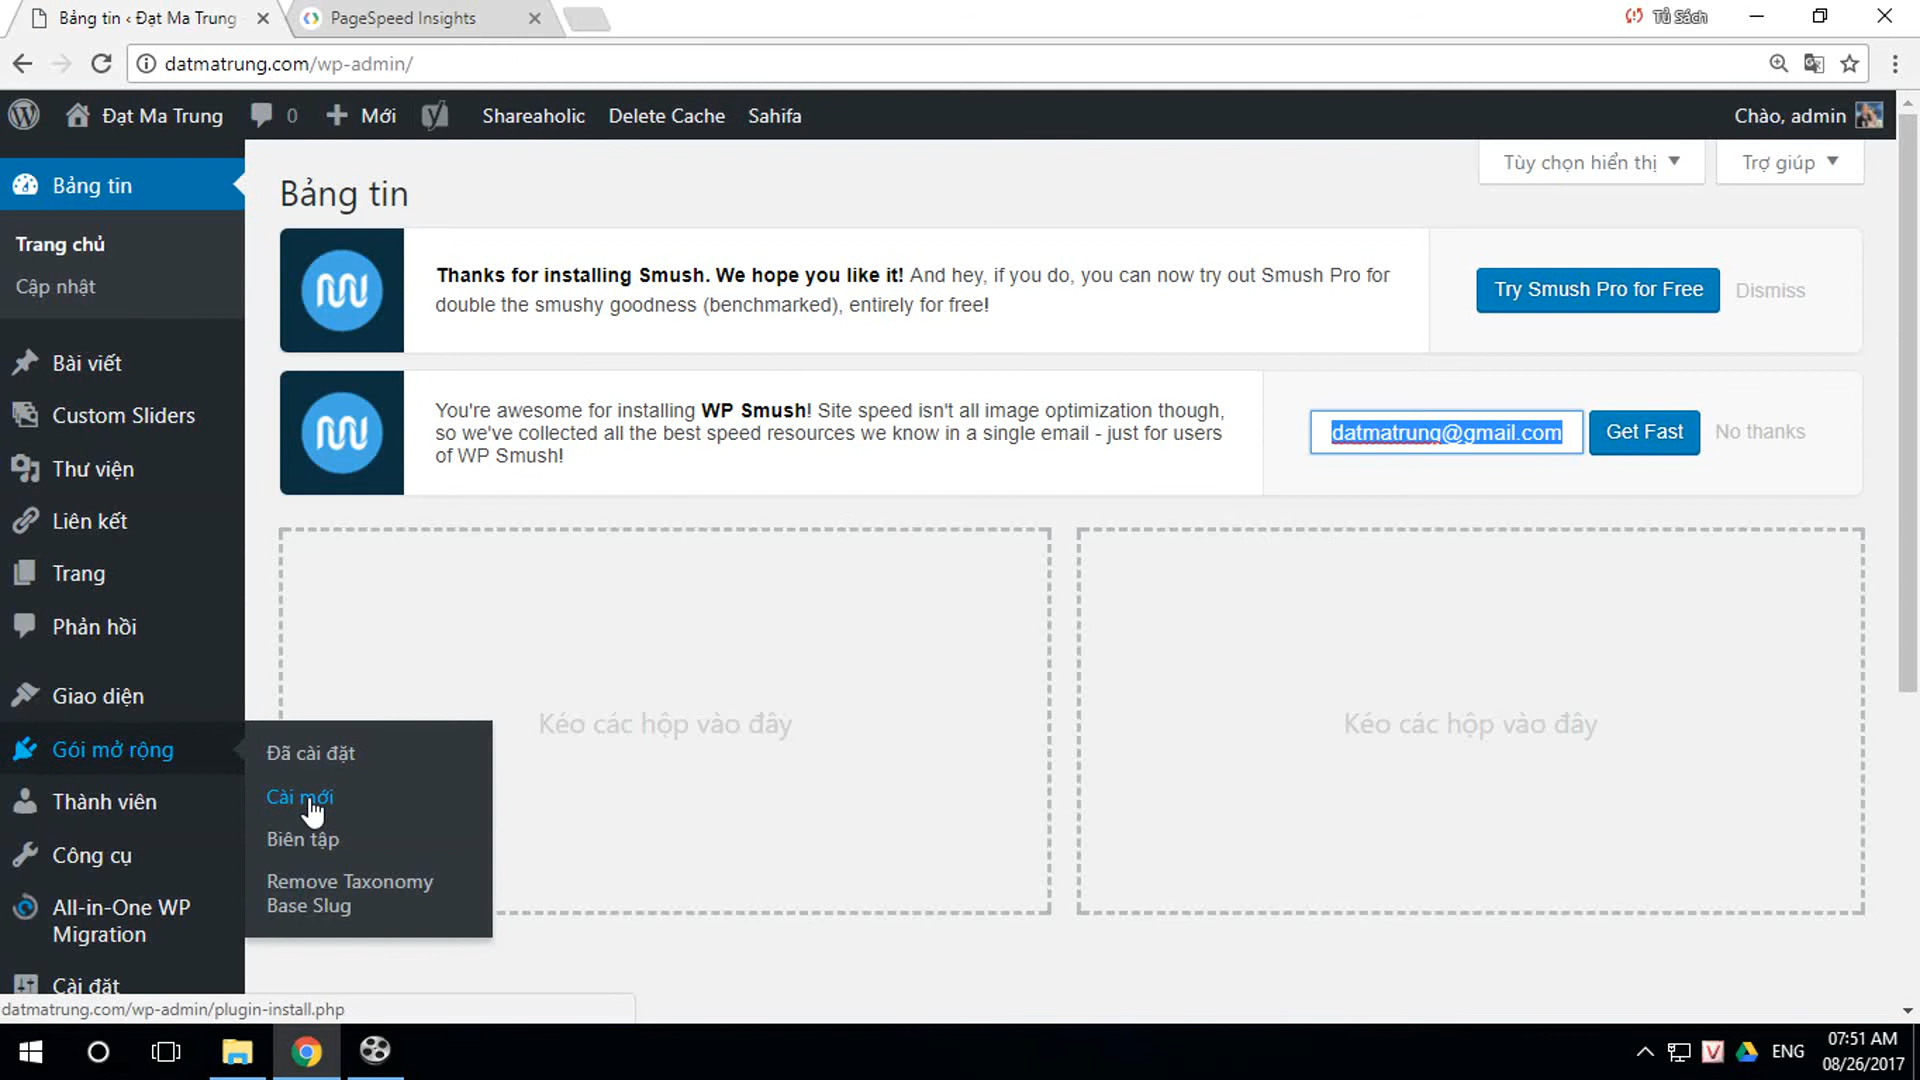 Bảng tin ‹ Đạt Ma Trung
PageSpeed Insights
Tủ Sách
datmatrung.com/wp-admin/
Đạt Ma Trung
0
Mới
Shareaholic
Delete Cache
Sahifa
Chào, admin
Tùy chọn hiển thị
Trợ giúp
Bảng tin
Trang chủ
Cập nhật
Bài viết
Custom Sliders
Thư viện
Liên kết
Trang
Phản hồi
Giao diện
Gói mở rộng
Thành viên
Công cụ
All-in-One WP
Migration
Cài đặt
Đã cài đặt
Cài mới
Biên tập
Remove Taxonomy
Base Slug
Bảng tin
Thanks for installing Smush. We hope you like it! And hey, if you do, you can now try out Smush Pro for
double the smushy goodness (benchmarked), entirely for free!
Try Smush Pro for Free
Dismiss
You're awesome for installing WP Smush! Site speed isn't all image optimization though,
so we've collected all the best speed resources we know in a single email - just for users
of WP Smush!
datmatrung@gmail.com
Get Fast
No thanks
Kéo các hộp vào đây
Kéo các hộp vào đây
datmatrung.com/wp-admin/plugin-install.php
ENG
07:51 AM
08/26/2017